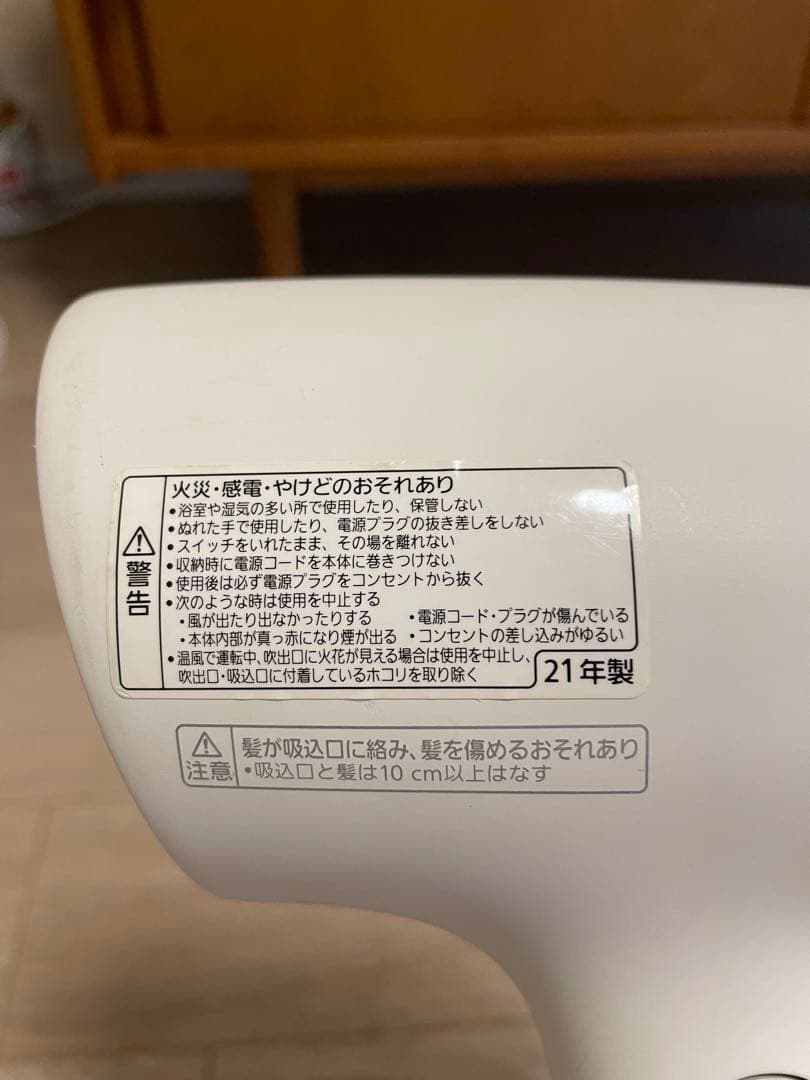 警告
火災・感電・やけどのおそれあり
•浴室や湿気の多い所で使用したり、保管しない
•ぬれた手で使用したり、電源プラグの抜き差しをしない
•スイッチをいれたまま、その場を離れない
•収納時に電源コードを本体に巻きつけない
•使用後は必ず電源プラグをコンセントから抜く
•次のような時は使用を中止する
・風が出たり出なかったりする ・電源コード・プラグが傷んでいる
・本体内部が真っ赤になり煙が出る ・コンセントの差し込みがゆるい
•温風で運転中、吹出口に火花が見える場合は使用を中止し、
吹出口・吸込口に付着しているホコリを取り除く
21年製
注意
髪が吸込口に絡み、髪を傷めるおそれあり
・吸込口と髪は10 cm以上はなす